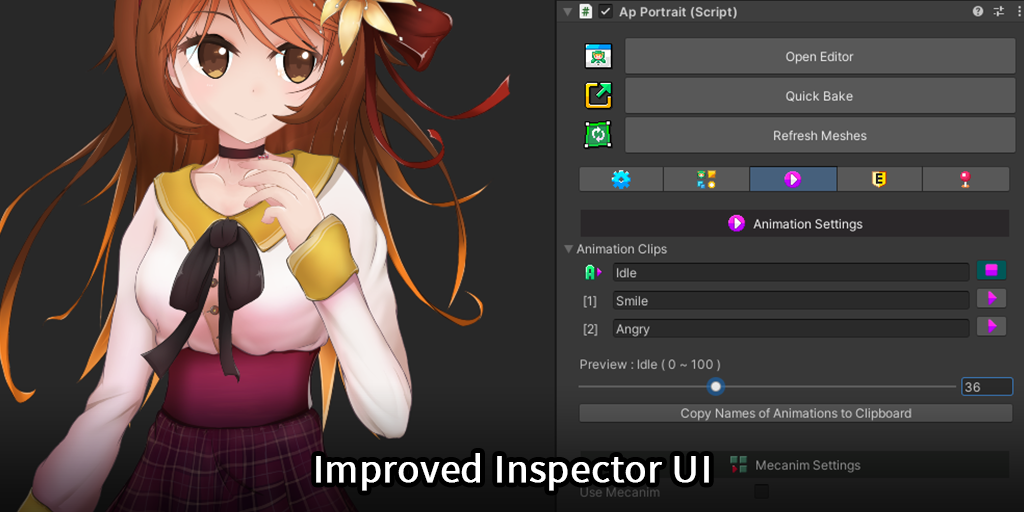 Ap Portrait (Script)
Open Editor
Quick Bake
Refresh Meshes
E
Animation Settings
Animation Clips
A Idle
[1] Smile
[2] Angry
Preview : Idle ( 0 ~ 100 )
36
Copy Names of Animations to Clipboard
Mecanim Settings
Use Mecanim
Improved Inspector UI